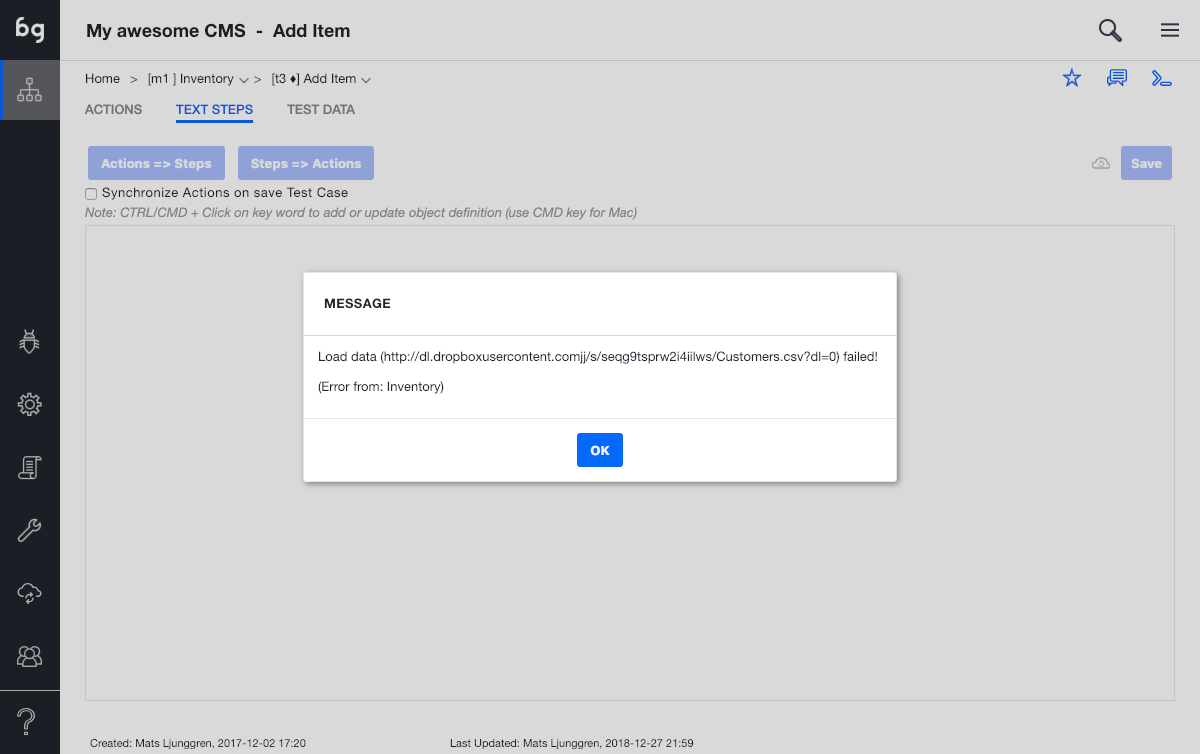 bg
My awesome CMS - Add Item
Home > [m1 ] Inventory > [t3 ♦] Add Item
ACTIONS TEXT STEPS TEST DATA
Actions => Steps Steps => Actions Save
Synchronize Actions on save Test Case
Note: CTRL/CMD + Click on key word to add or update object definition (use CMD key for Mac)
MESSAGE
Load data (http://dl.dropboxusercontent.comjj/s/seqg9tsprw2i4iilws/Customers.csv?dl=0) failed!
(Error from: Inventory)
OK
Created: Mats Ljunggren, 2017-12-02 17:20 Last Updated: Mats Ljunggren, 2018-12-27 21:59